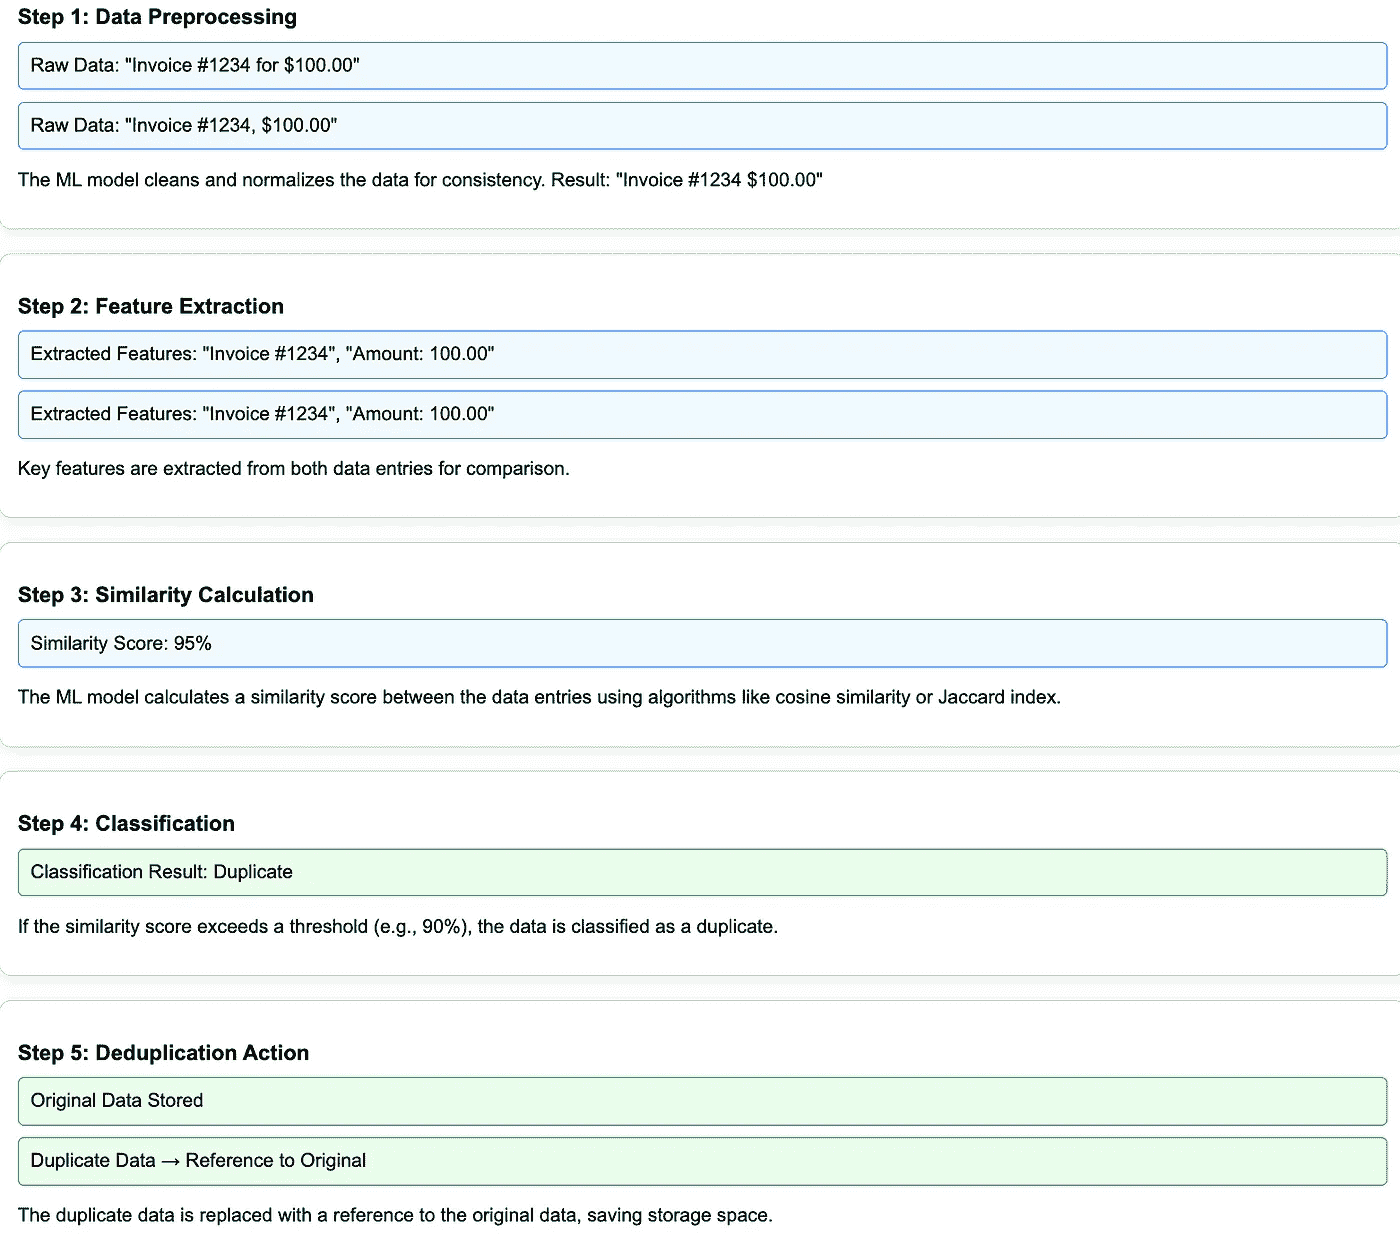 Step 1: Data Preprocessing
Raw Data: "Invoice #1234 for $100.00"
Raw Data: "Invoice #1234, $100.00"
The ML model cleans and normalizes the data for consistency. Result: "Invoice #1234 $100.00"
Step 2: Feature Extraction
Extracted Features: "Invoice #1234", "Amount: 100.00"
Extracted Features: "Invoice #1234", "Amount: 100.00"
Key features are extracted from both data entries for comparison.
Step 3: Similarity Calculation
Similarity Score: 95%
The ML model calculates a similarity score between the data entries using algorithms like cosine similarity or Jaccard index.
Step 4: Classification
Classification Result: Duplicate
If the similarity score exceeds a threshold (e.g., 90%), the data is classified as a duplicate.
Step 5: Deduplication Action
Original Data Stored
Duplicate Data → Reference to Original
The duplicate data is replaced with a reference to the original data, saving storage space.